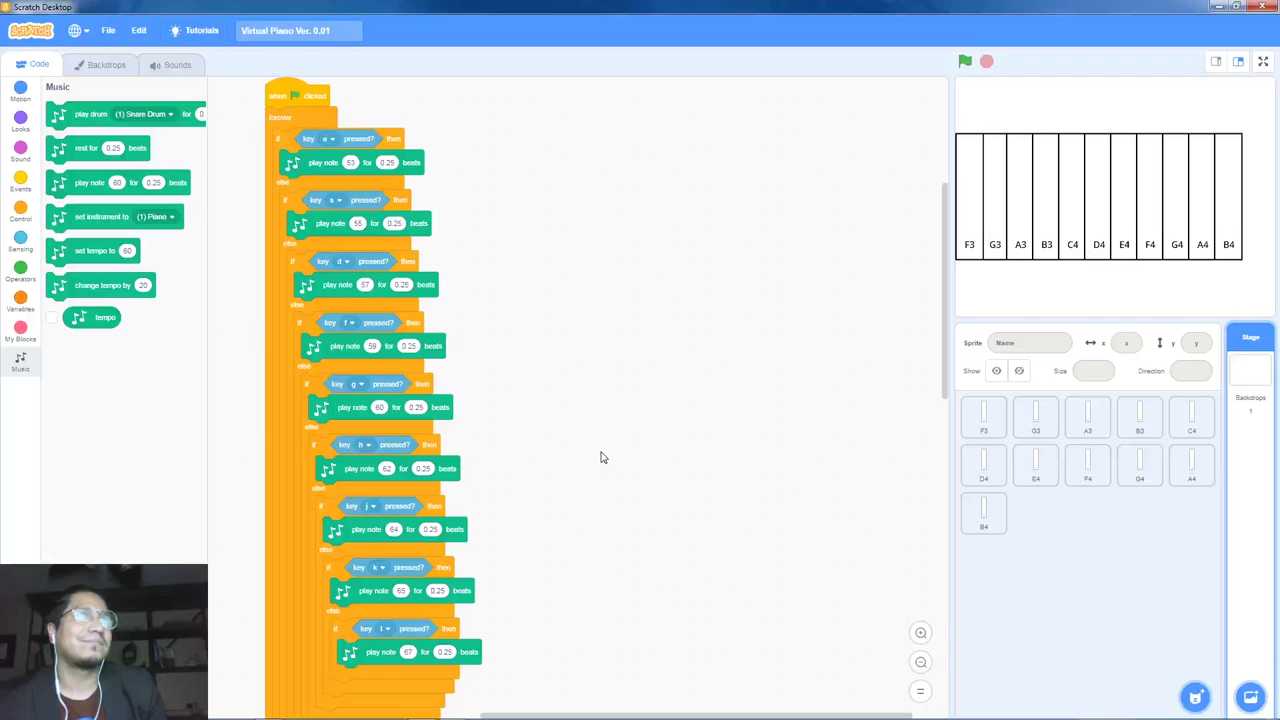 Scratch Desktop
SCRATCH
File
Edit
Tutorials
Virtual Piano Ver. 0.01
Code
Backdrops
Sounds
Motion
Looks
Sound
Events
Control
Sensing
Operators
Variables
My Blocks
Music
Music
play drum (1) Snare Drum for 0.
rest for 0.25 beats
play note 60 for 0.25 beats
set instrument to (1) Piano
set tempo to 60
change tempo by 20
tempo
when clicked
forever
if key a pressed? then
play note 53 for 0.25 beats
else
if key s pressed? then
play note 55 for 0.25 beats
else
if key d pressed? then
play note 57 for 0.25 beats
else
if key f pressed? then
play note 59 for 0.25 beats
else
if key g pressed? then
play note 60 for 0.25 beats
else
if key h pressed? then
play note 62 for 0.25 beats
else
if key j pressed? then
play note 64 for 0.25 beats
else
if key k pressed? then
play note 65 for 0.25 beats
else
if key l pressed? then
play note 67 for 0.25 beats
F3 G3 A3 B3 C4 D4 E4 F4 G4 A4 B4
Sprite Name x x y y
Show Size Direction
F3 G3 A3 B3 C4
D4 E4 F4 G4 A4
B4
Stage
Backdrops
1